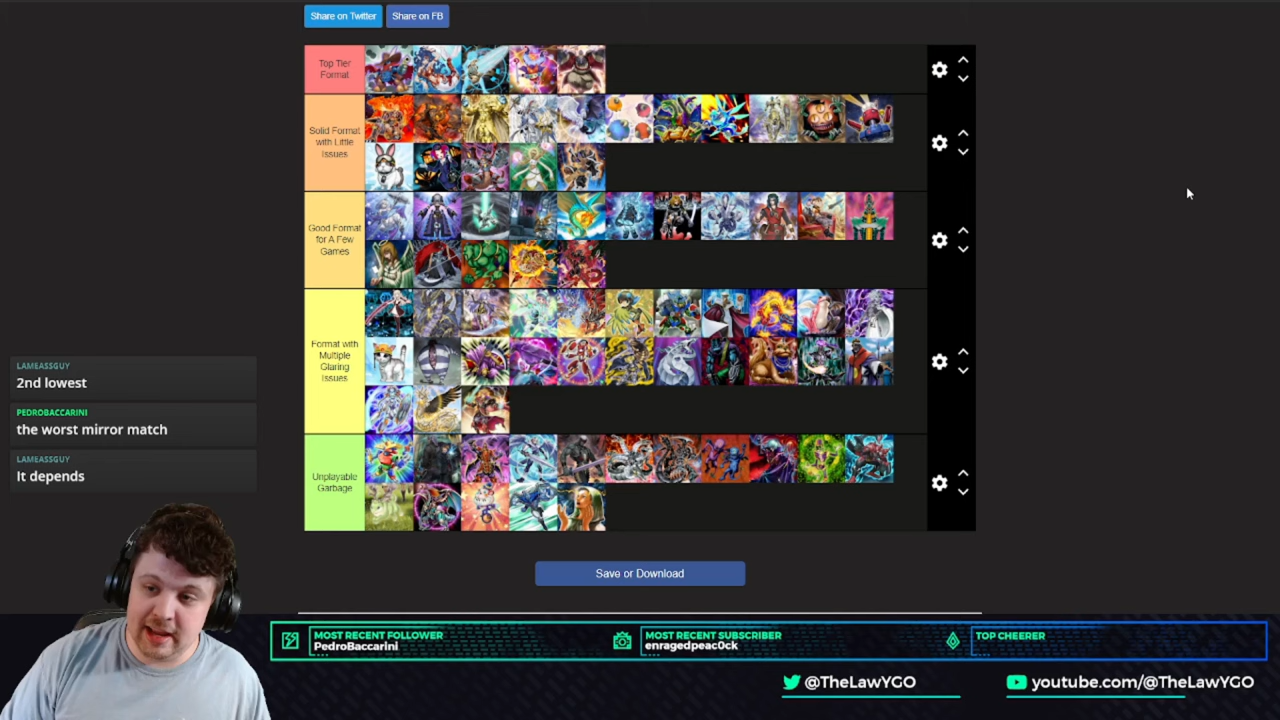 Share on Twitter
Share on FB
Top Tier
Format
Solid Format
with Little
Issues
Good Format
for A Few
Games
Format with
Multiple
Glaring
Issues
Unplayable
Garbage
Save or Download
LAMEASSGUY
2nd lowest
PEDROBACCARINI
the worst mirror match
LAMEASSGUY
It depends
MOST RECENT FOLLOWER
PedroBaccarini
MOST RECENT SUBSCRIBER
enragedpeac0ck
TOP CHEERER
@TheLawYGO
youtube.com/@TheLawYGO